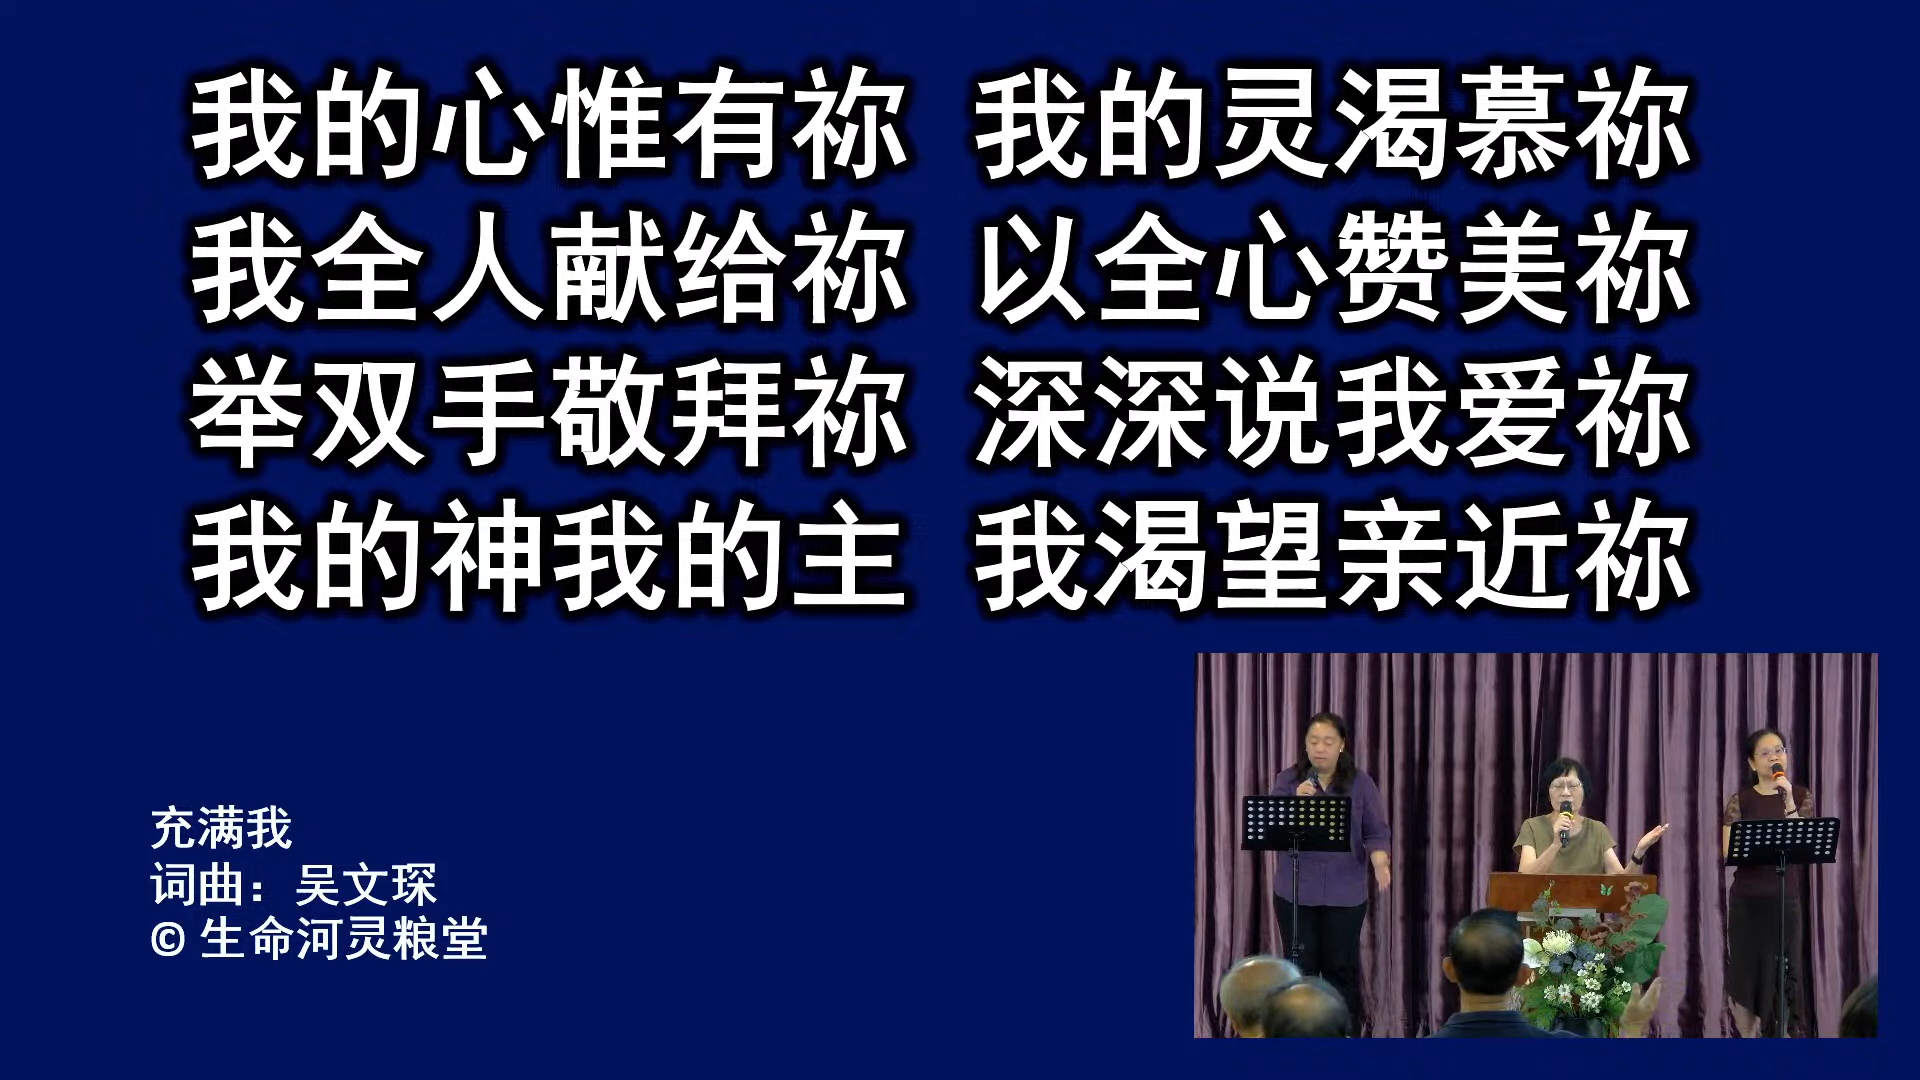 我的心惟有祢 我的灵渴慕祢
我全人献给祢 以全心赞美祢
举双手敬拜祢 深深说我爱祢
我的神我的主 我渴望亲近祢
充满我
词曲：吴文琛
© 生命河灵粮堂